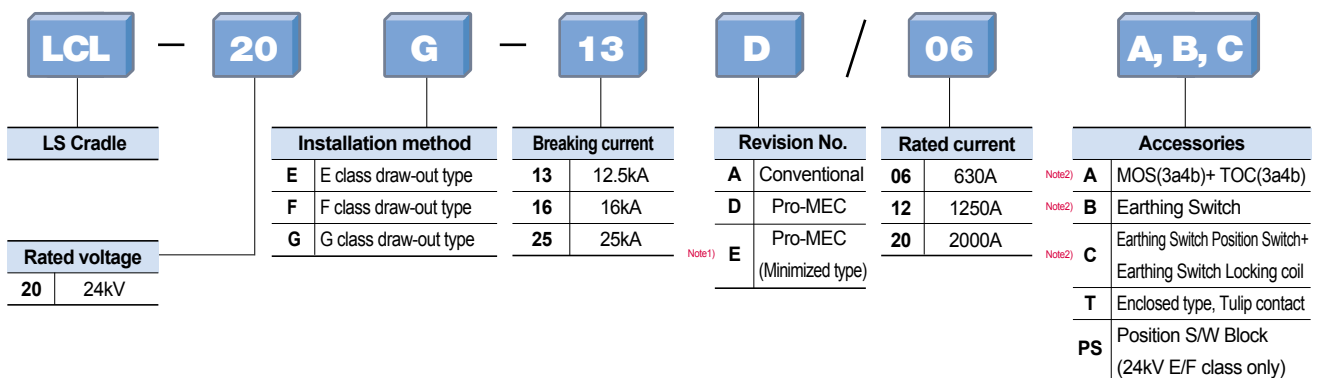 LCL – 20 G – 13 D / 06 A, B, C
LS Cradle
Rated voltage
20 24kV
Installation method
E E class draw-out type
F F class draw-out type
G G class draw-out type
Breaking current
13 12.5kA
16 16kA
25 25kA
Revision No.
A Conventional
D Pro-MEC
Note1) E Pro-MEC
(Minimized type)
Rated current
06 630A
12 1250A
20 2000A
Accessories
Note2) A MOS(3a4b)+ TOC(3a4b)
Note2) B Earthing Switch
Note2) C Earthing Switch Position Switch+
Earthing Switch Locking coil
T Enclosed type, Tulip contact
PS Position S/W Block
(24kV E/F class only)